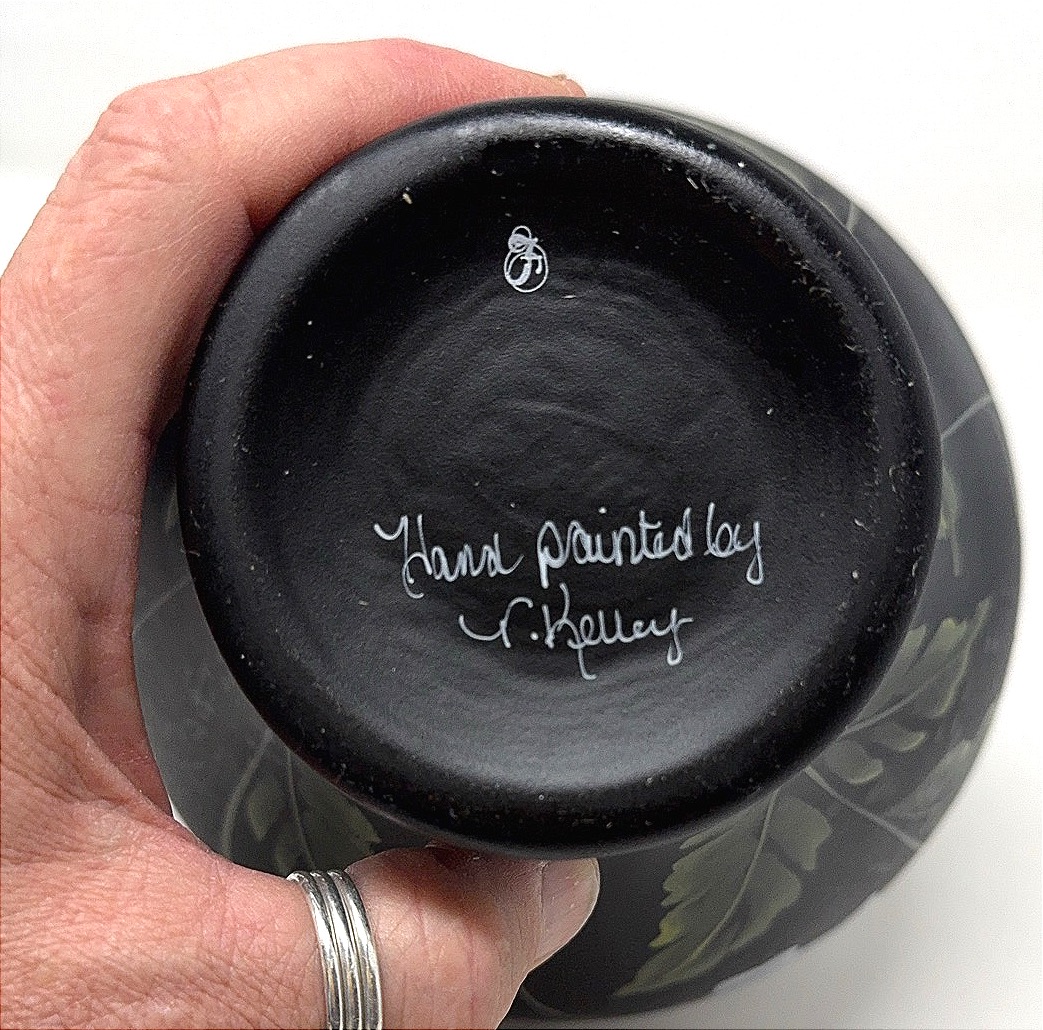 F
Hand painted by
r. Kelley